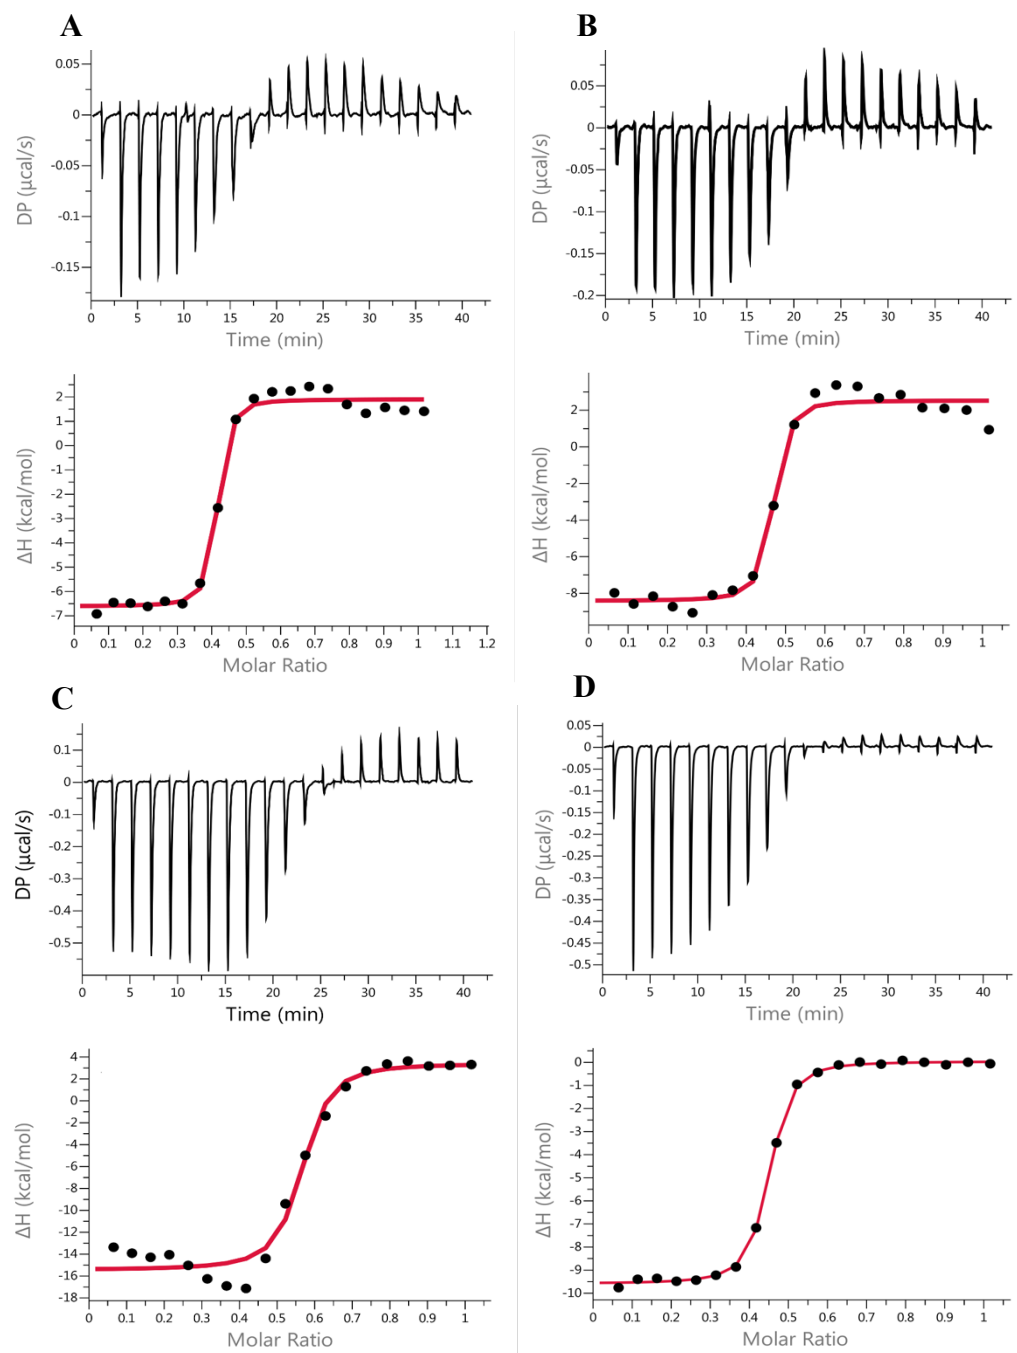 A
0.05
0
-0.05
-0.1
-0.15
DP (µcal/s)
0 5 10 15 20 25 30 35 40
Time (min)
2
1
0
-1
-2
-3
-4
-5
-6
-7
ΔH (kcal/mol)
0 0.1 0.2 0.3 0.4 0.5 0.6 0.7 0.8 0.9 1 1.1 1.2
Molar Ratio
B
0.05
0
-0.05
-0.1
-0.15
-0.2
DP (µcal/s)
0 5 10 15 20 25 30 35 40
Time (min)
2
0
-2
-4
-6
-8
ΔH (kcal/mol)
0 0.1 0.2 0.3 0.4 0.5 0.6 0.7 0.8 0.9 1
Molar Ratio
C
0.1
0
-0.1
-0.2
-0.3
-0.4
-0.5
DP (µcal/s)
0 5 10 15 20 25 30 35 40
Time (min)
4
2
0
-2
-4
-6
-8
-10
-12
-14
-16
-18
ΔH (kcal/mol)
0 0.1 0.2 0.3 0.4 0.5 0.6 0.7 0.8 0.9 1
Molar Ratio
D
0.05
0
-0.05
-0.1
-0.15
-0.2
-0.25
-0.3
-0.35
-0.4
-0.45
-0.5
DP (µcal/s)
0 5 10 15 20 25 30 35 40
Time (min)
0
-1
-2
-3
-4
-5
-6
-7
-8
-9
-10
ΔH (kcal/mol)
0 0.1 0.2 0.3 0.4 0.5 0.6 0.7 0.8 0.9 1
Molar Ratio